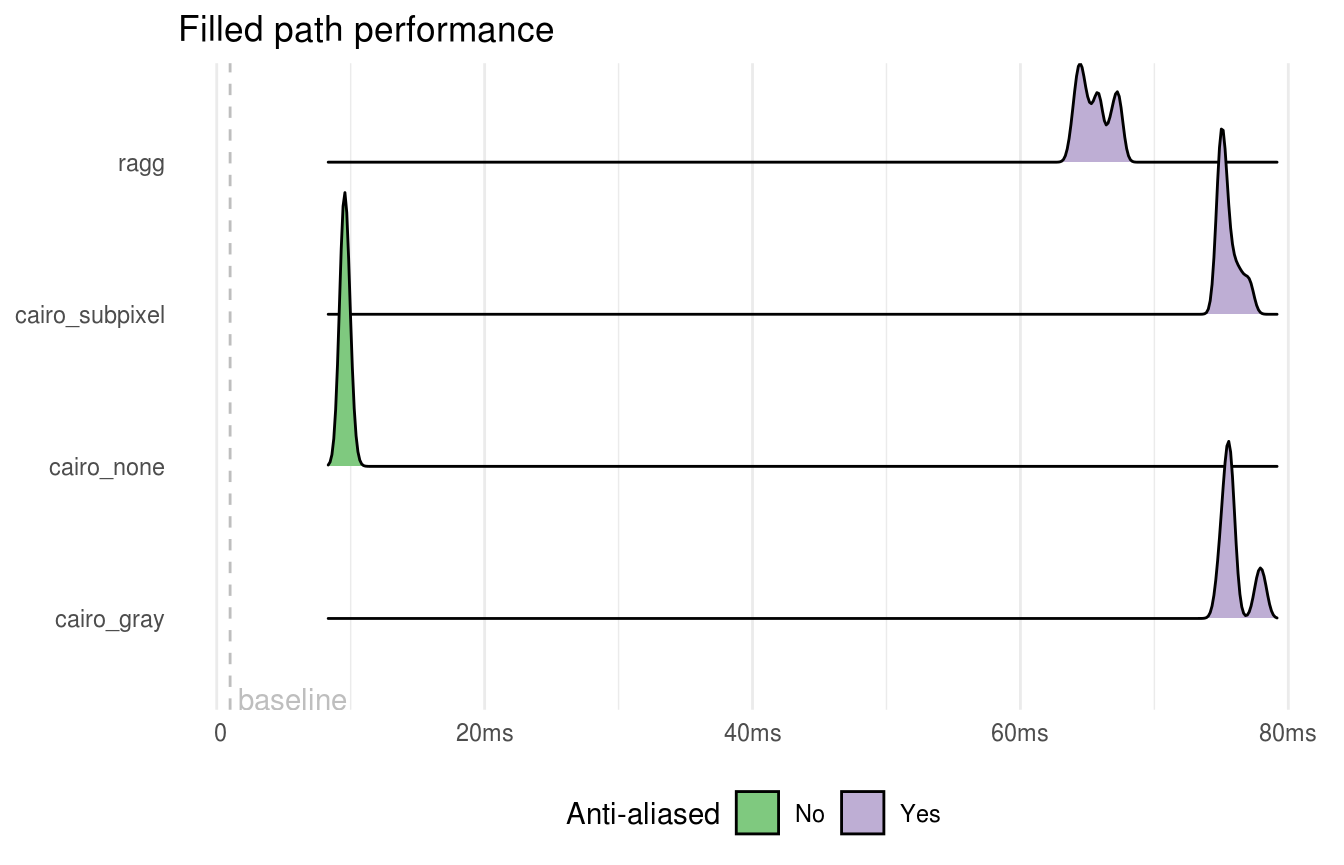 Filled path performance
ragg
cairo_subpixel
cairo_none
cairo_gray
baseline
0 20ms 40ms 60ms 80ms
Anti-aliased No Yes